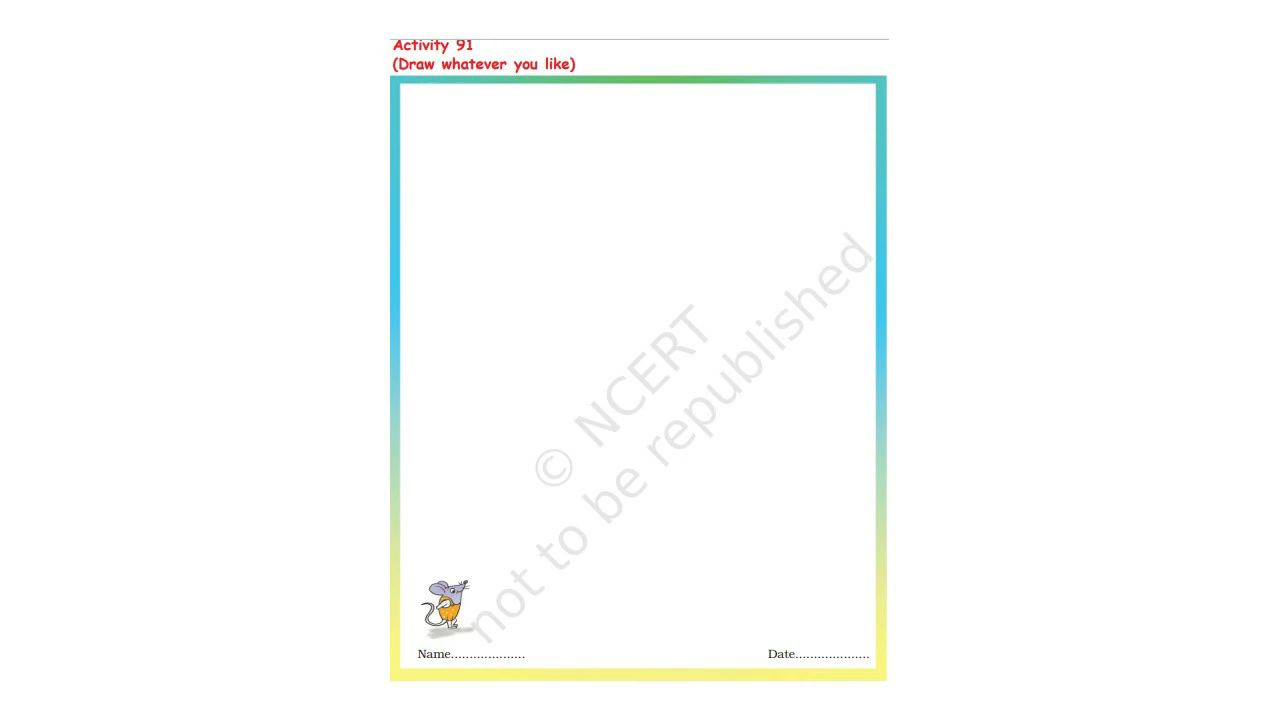 Activity 91
(Draw whatever you like)
© NCERT
not to be republished
Name....................
Date....................